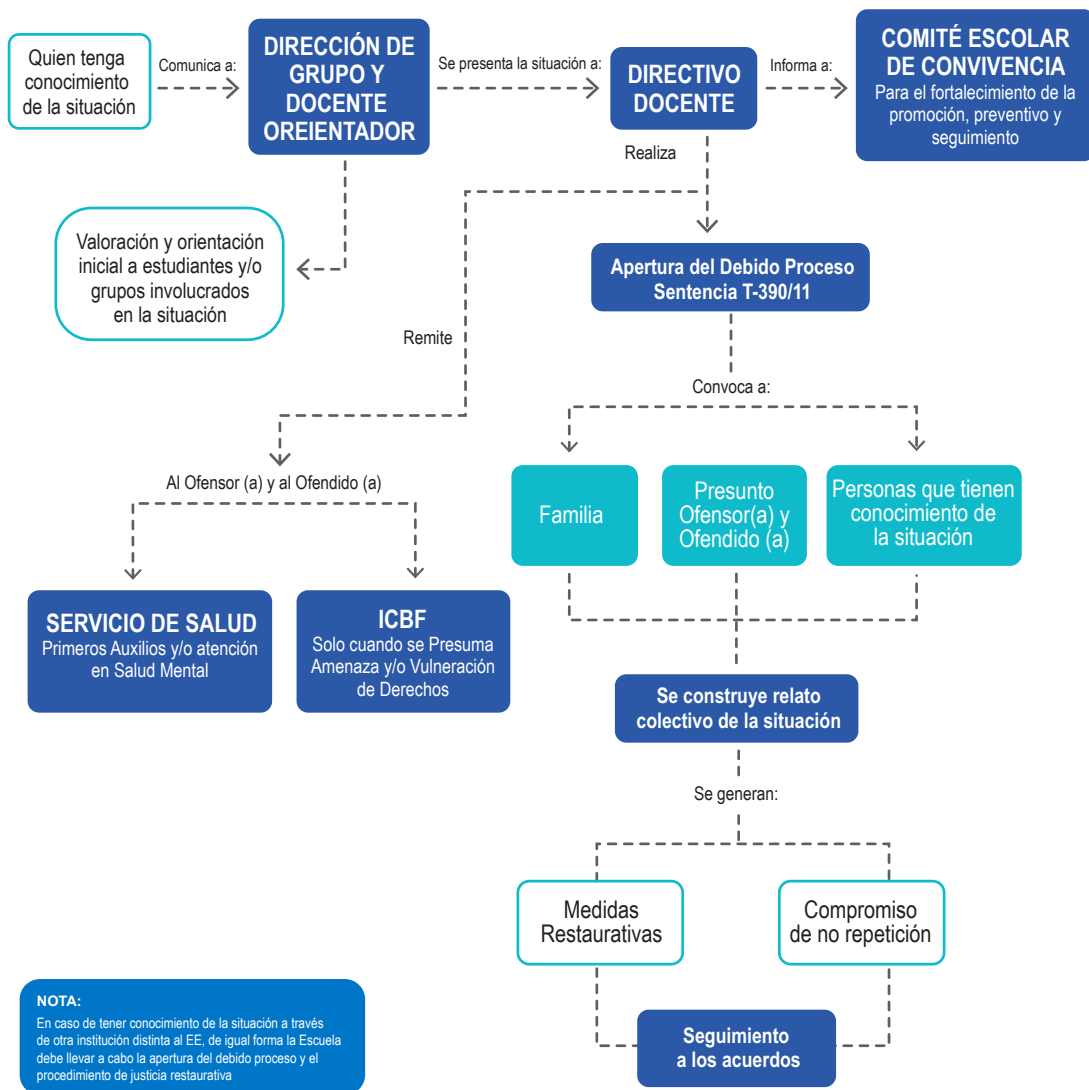 Quien tenga
conocimiento
de la situación
Comunica a:
DIRECCIÓN DE
GRUPO Y
DOCENTE
OREIENTADOR
Se presenta la situación a:
DIRECTIVO
DOCENTE
Informa a:
COMITÉ ESCOLAR
DE CONVIVENCIA
Para el fortalecimiento de la
promoción, preventivo y
seguimiento
Realiza
Valoración y orientación
inicial a estudiantes y/o
grupos involucrados
en la situación
Apertura del Debido Proceso
Sentencia T-390/11
Remite
Convoca a:
Al Ofensor (a) y al Ofendido (a)
Familia
Presunto
Ofensor(a) y
Ofendido (a)
Personas que tienen
conocimiento de
la situación
SERVICIO DE SALUD
Primeros Auxilios y/o atención
en Salud Mental
ICBF
Solo cuando se Presuma
Amenaza y/o Vulneración
de Derechos
Se construye relato
colectivo de la situación
Se generan:
Medidas
Restaurativas
Compromiso
de no repetición
NOTA:
En caso de tener conocimiento de la situación a través
de otra institución distinta al EE, de igual forma la Escuela
debe llevar a cabo la apertura del debido proceso y el
procedimiento de justicia restaurativa
Seguimiento
a los acuerdos